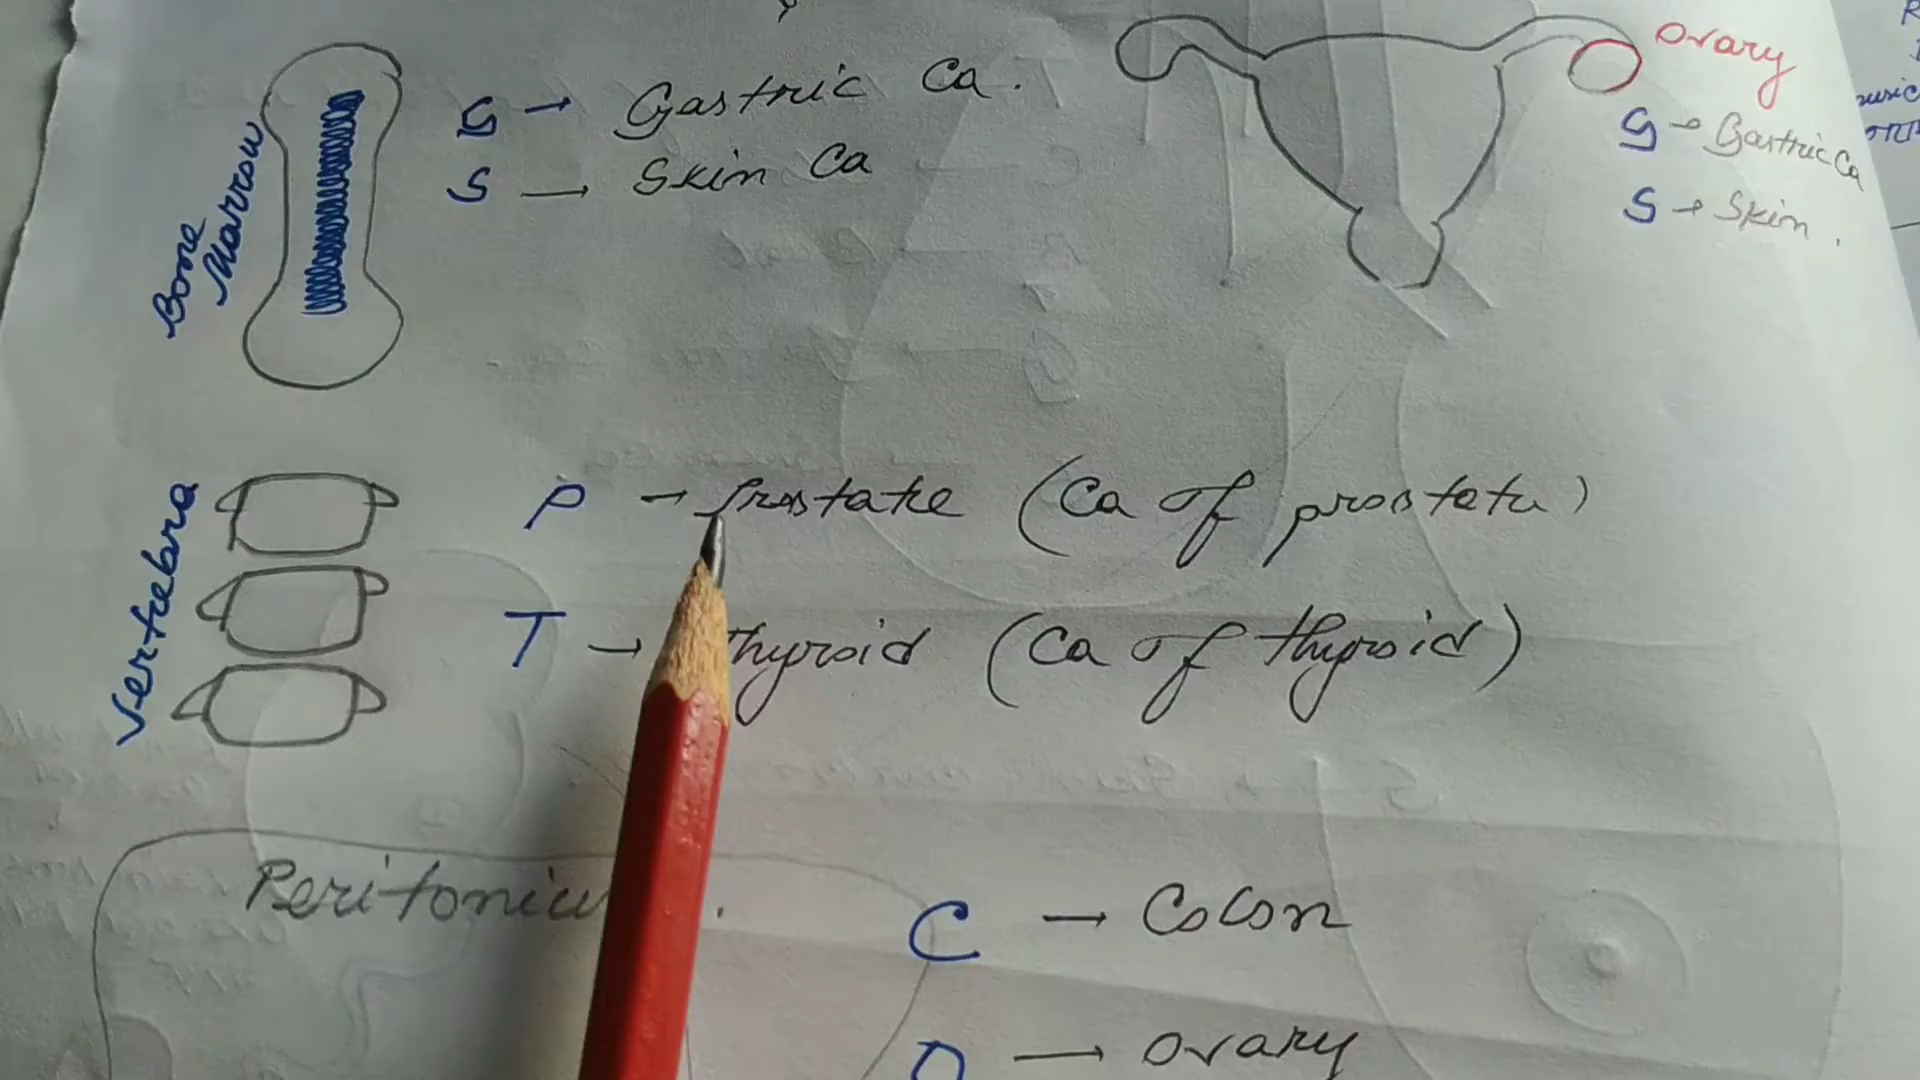 Bone Marrow
G → Gastric Ca.
S → Skin Ca
Ovary
G → Gastric Ca
S → Skin.
Vertebra
P → Prostate (Ca of prostate)
T → Thyroid (Ca of thyroid)
C → Colon
O → Ovary